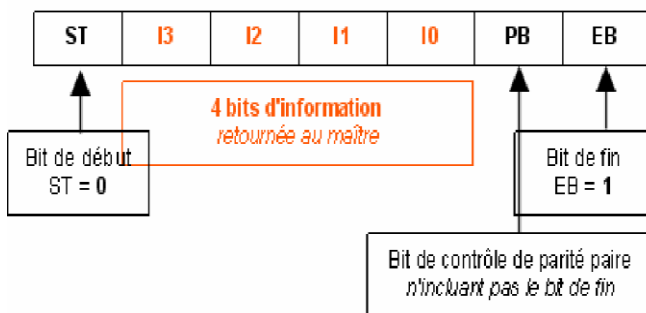 ST I3 I2 I1 I0 PB EB
4 bits d'information
retournée au maître
Bit de début
ST = 0
Bit de fin
EB = 1
Bit de contrôle de parité paire
n'incluant pas le bit de fin